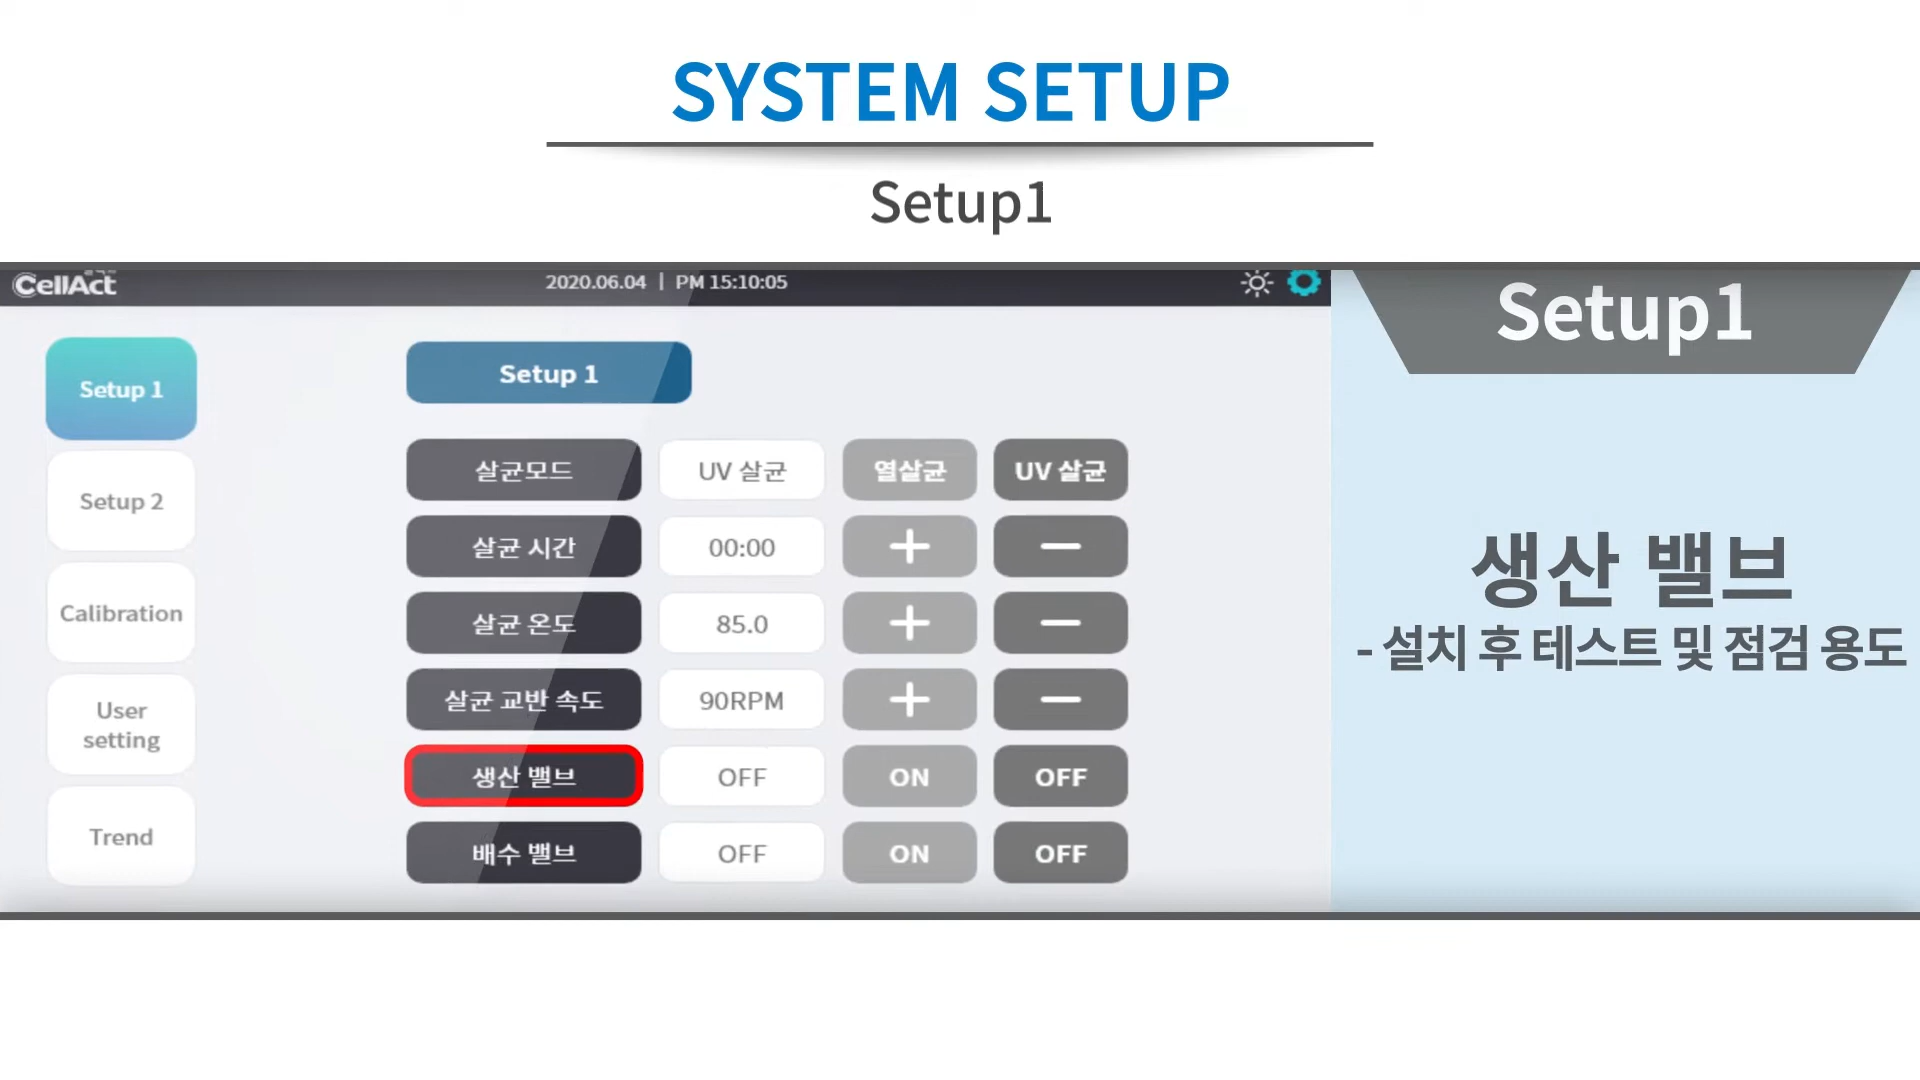 SYSTEM SETUP
Setup1
CellAct
2020.06.04 | PM 15:10:05
Setup1
Setup 1
Setup 2
Calibration
User
setting
Trend
Setup 1
살균모드 UV 살균 열살균 UV 살균
살균 시간 00:00 + −
살균 온도 85.0 + −
살균 교반 속도 90RPM + −
생산 밸브 OFF ON OFF
배수 밸브 OFF ON OFF
생산 밸브
- 설치 후 테스트 및 점검 용도